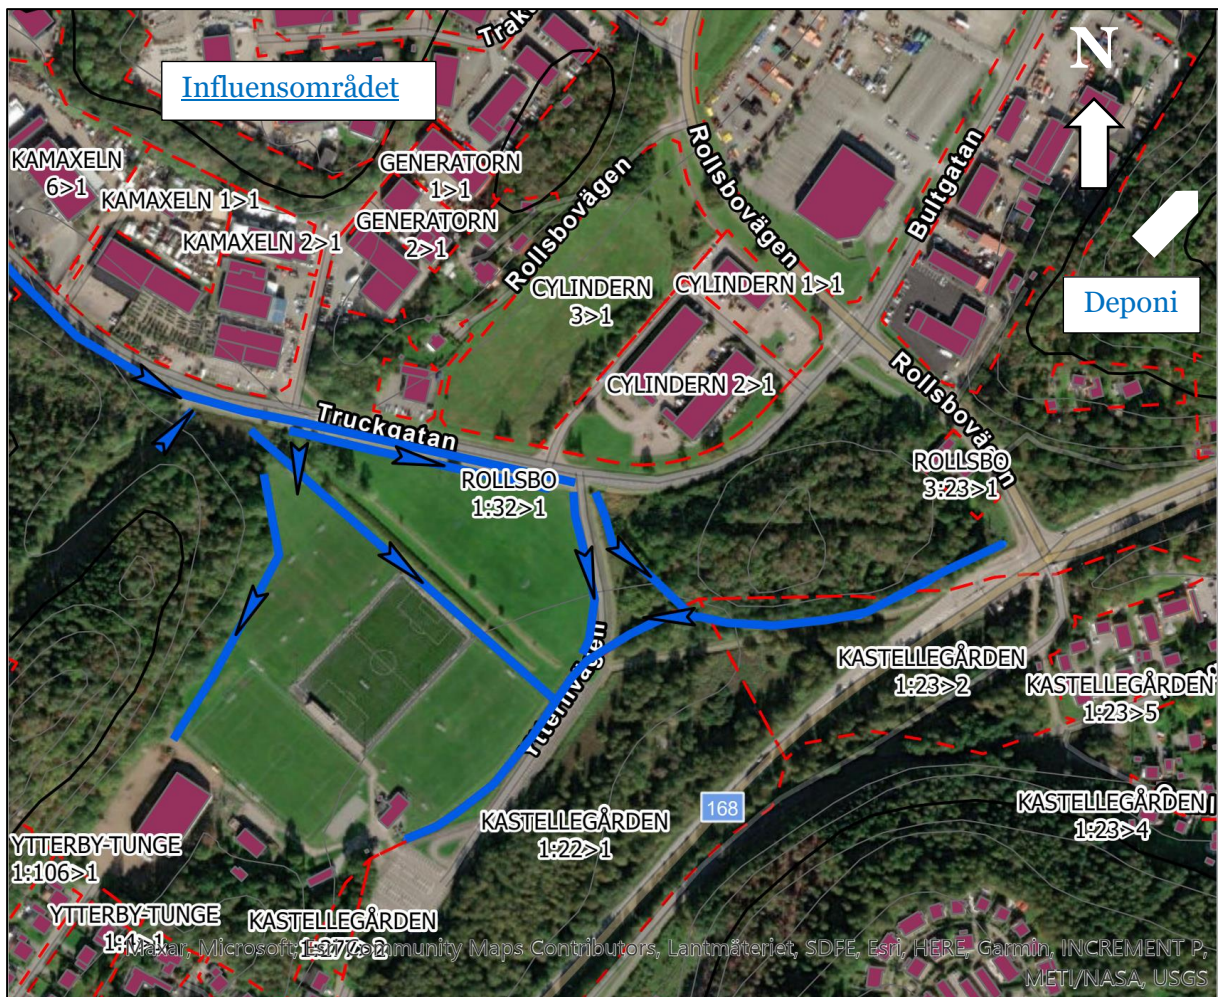 Trak
N
Influensområdet
Rollsbovägen
Bultgatan
KAMAXELN
6>1
KAMAXELN 1>1
GENERATORN
1>1
Rollsbovägen
KAMAXELN 2>1
GENERATORN
2>1
CYLINDERN
3>1
CYLINDERN 1>1
Deponi
CYLINDERN 2>1
Rollsbovägen
Truckgatan
ROLLSBO
1:32>1
ROLLSBO
3:23>1
Ytternvägen
KASTELLEGÅRDEN
1:23>2
KASTELLEGÅRDEN
1:23>5
168
KASTELLEGÅRDEN
1:22>1
KASTELLEGÅRDEN
1:23>4
YTTERBY-TUNGE
1:106>1
YTTERBY-TUNGE
KASTELLEGÅRDEN
Maxar, Microsoft, Esri Community Maps Contributors, Lantmäteriet, SDFE, Esri, HERE, Garmin, INCREMENT P,
METI/NASA, USGS